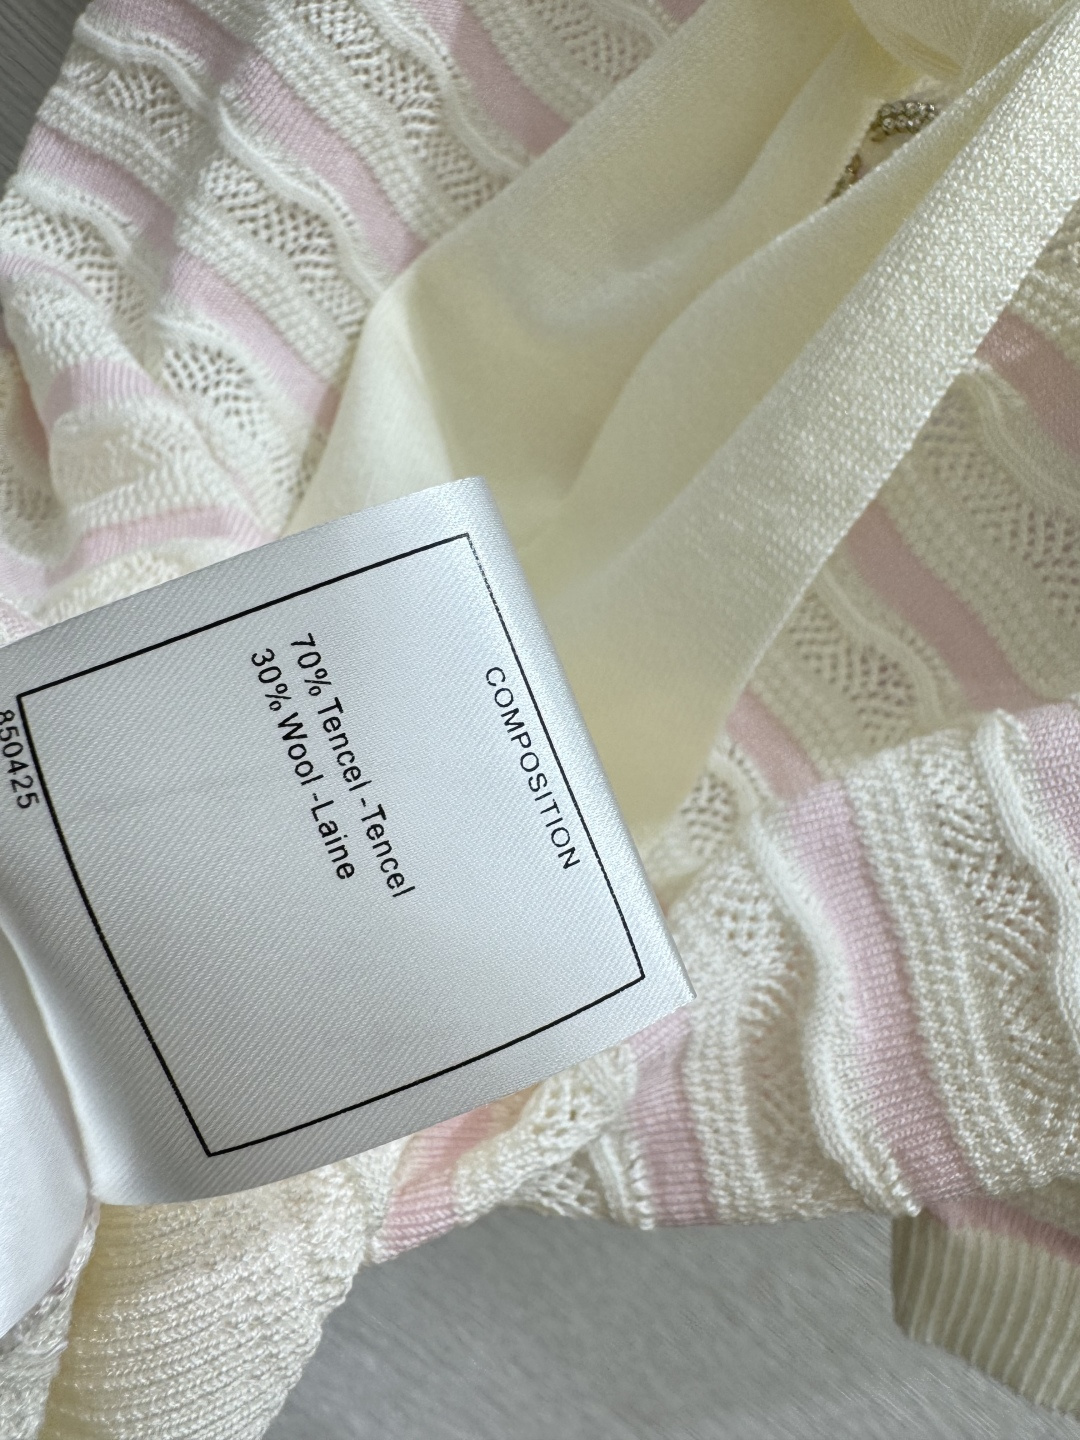 COMPOSITION
70% Tencel -Tencel
30% Wool -Laine
850425